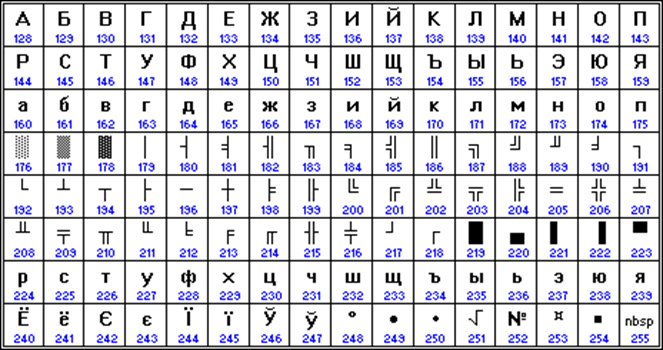 А Б В Г Д Е Ж З И Й К Л М Н О П
128 129 130 131 132 133 134 135 136 137 138 139 140 141 142 143
Р С Т У Ф Х Ц Ч Ш Щ Ъ Ы Ь Э Ю Я
144 145 146 147 148 149 150 151 152 153 154 155 156 157 158 159
а б в г д е ж з и й к л м н о п
160 161 162 163 164 165 166 167 168 169 170 171 172 173 174 175
░ ▒ ▓ │ ┤ ╡ ╢ ╖ ╕ ╣ ║ ╗ ╝ ╜ ╛ ┐
176 177 178 179 180 181 182 183 184 185 186 187 188 189 190 191
└ ┴ ┬ ├ ─ ┼ ╞ ╟ ╚ ╔ ╩ ╦ ╠ ═ ╬ ╧
192 193 194 195 196 197 198 199 200 201 202 203 204 205 206 207
╨ ╤ ╥ ╙ ╘ ╒ ╓ ╫ ╪ ┘ ┌ █ ▄ ▌ ▐ ▀
208 209 210 211 212 213 214 215 216 217 218 219 220 221 222 223
р с т у ф х ц ч ш щ ъ ы ь э ю я
224 225 226 227 228 229 230 231 232 233 234 235 236 237 238 239
Ё ё Є є Ї ї Ў ў ° • · √ № ¤ ■ nbsp
240 241 242 243 244 245 246 247 248 249 250 251 252 253 254 255